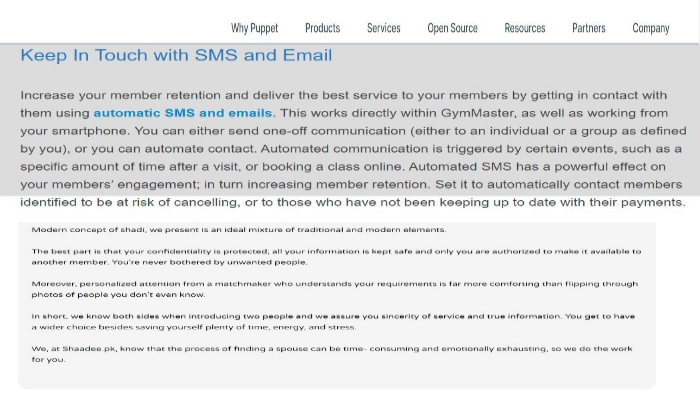 Why Puppet Products Services Open Source Resources Partners Company
Keep In Touch with SMS and Email
Increase your member retention and deliver the best service to your members by getting in contact with
them using automatic SMS and emails. This works directly within GymMaster, as well as working from
your smartphone. You can either send one-off communication (either to an individual or a group as defined
by you), or you can automate contact. Automated communication is triggered by certain events, such as a
specific amount of time after a visit, or booking a class online. Automated SMS has a powerful effect on
your members' engagement; in turn increasing member retention. Set it to automatically contact members
identified to be at risk of cancelling, or to those who have not been keeping up to date with their payments.
Modern concept of shadi, we present is an ideal mixture of traditional and modern elements.
The best part is that your confidentiality is protected; all your information is kept safe and only you are authorized to make it available to
another member. You're never bothered by unwanted people.
Moreover, personalized attention from a matchmaker who understands your requirements is far more comforting than flipping through
photos of people you don't even know.
In short, we know both sides when introducing two people and we assure you sincerity of service and true information. You get to have
a wider choice besides saving yourself plenty of time, energy, and stress.
We, at Shaadee.pk, know that the process of finding a spouse can be time- consuming and emotionally exhausting, so we do the work
for you.